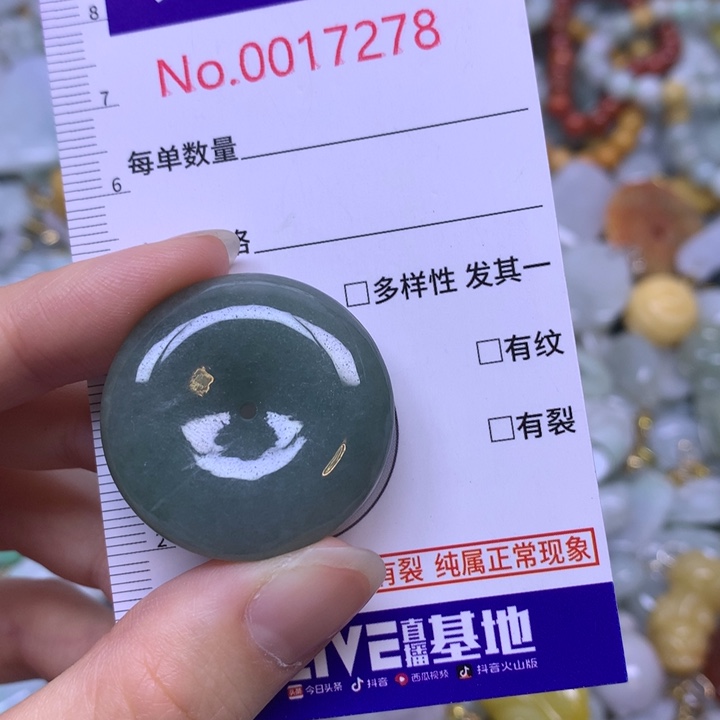 8
No.0017278
7
每单数量
6
格
□多样性 发其一
□有纹
□有裂
2
有裂 纯属正常现象
LIVE直播基地
今日头条 抖音 西瓜视频 抖音火山版